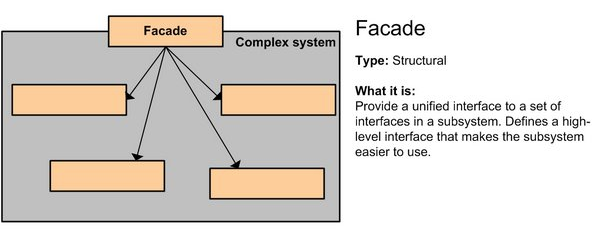 Facade
Complex system
Facade
Type: Structural
What it is:
Provide a unified interface to a set of
interfaces in a subsystem. Defines a high-
level interface that makes the subsystem
easier to use.